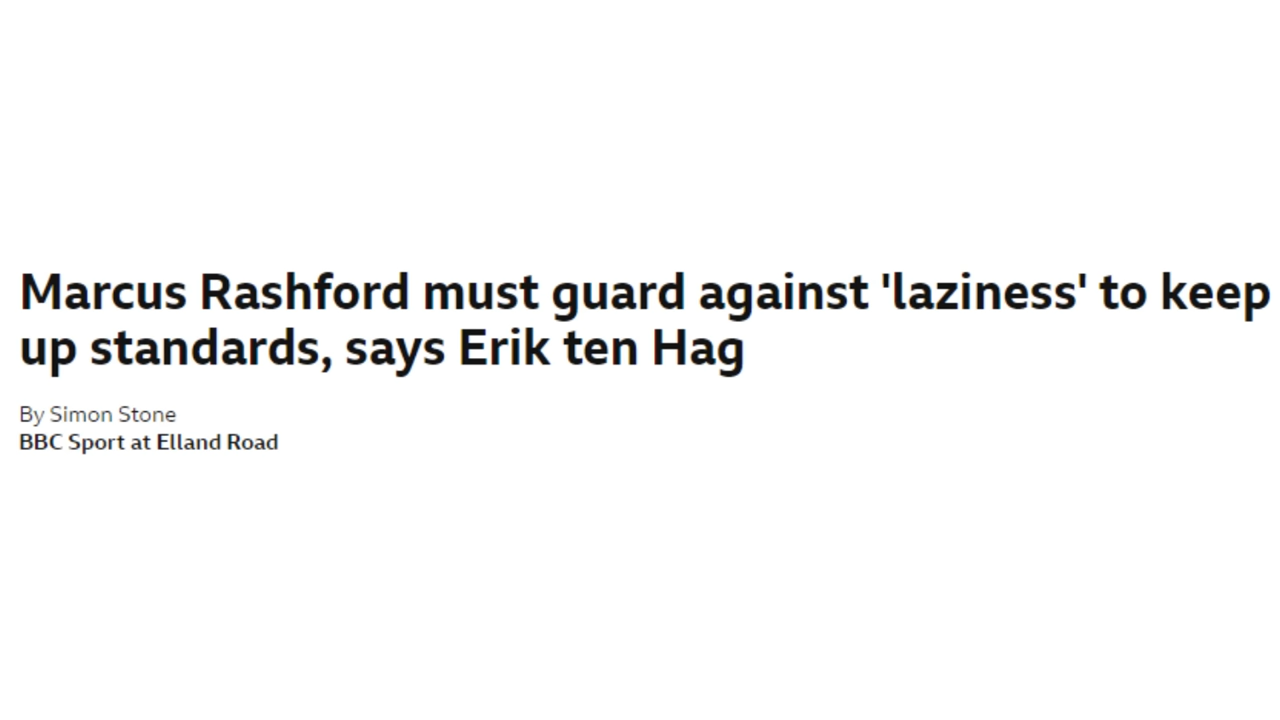 Marcus Rashford must guard against 'laziness' to keep
up standards, says Erik ten Hag
By Simon Stone
BBC Sport at Elland Road